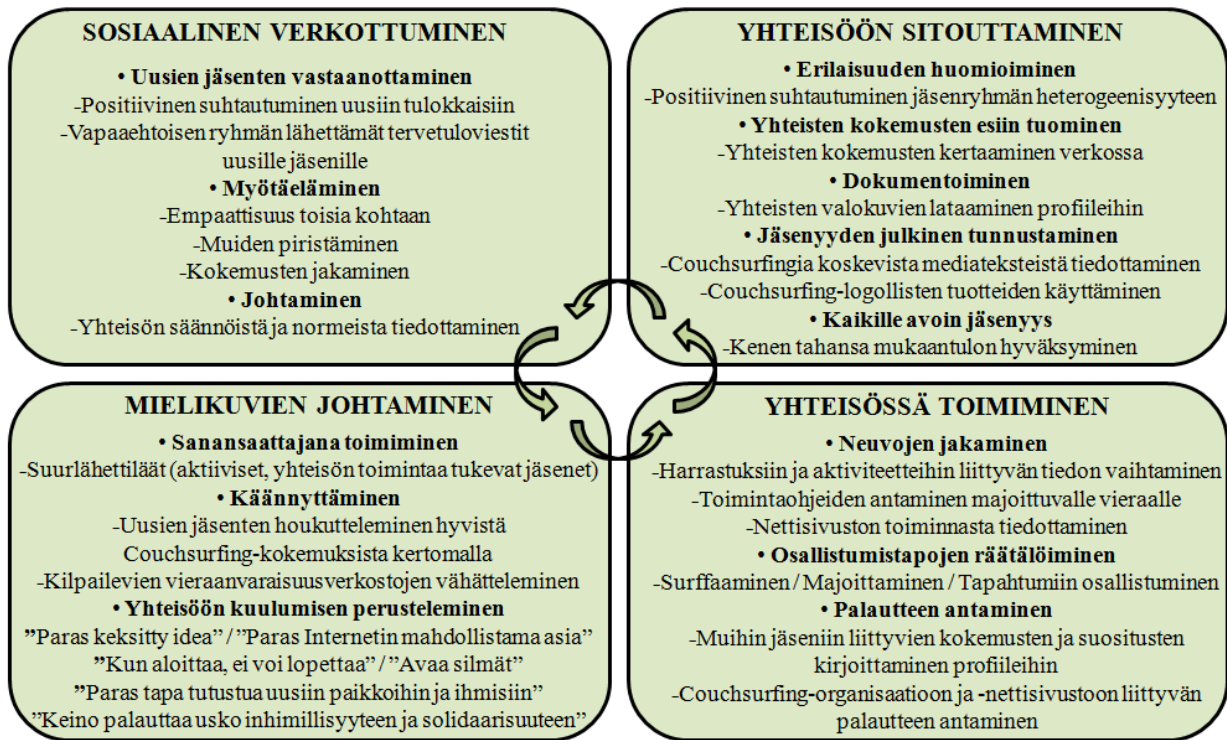 SOSIAALINEN VERKOTTUMINEN
• Uusien jäsenten vastaanottaminen
-Positiivinen suhtautuminen uusiin tulokkaisiin
-Vapaaehtoisen ryhmän lähettämät tervetuloviestit
uusille jäsenille
• Myötäeläminen
-Empaattisuus toisia kohtaan
-Muiden piristäminen
-Kokemusten jakaminen
• Johtaminen
-Yhteisön säännöistä ja normeista tiedottaminen
YHTEISÖÖN SITOUTTAMINEN
• Erilaisuuden huomioiminen
-Positiivinen suhtautuminen jäsenryhmän heterogeenisyyteen
• Yhteisten kokemusten esiin tuominen
-Yhteisten kokemusten kertaaminen verkossa
• Dokumentoiminen
-Yhteisten valokuvien lataaminen profiileihin
• Jäsenyyden julkinen tunnustaminen
-Couchsurfingia koskevista mediateksteistä tiedottaminen
-Couchsurfing-logollisten tuotteiden käyttäminen
• Kaikille avoin jäsenyys
-Kenen tahansa mukaantulon hyväksyminen
MIELIKUVIEN JOHTAMINEN
• Sanansaattajana toimiminen
-Suurlähettiläät (aktiiviset, yhteisön toimintaa tukevat jäsenet)
• Käännyttäminen
-Uusien jäsenten houkutteleminen hyvistä
Couchsurfing-kokemuksista kertomalla
-Kilpailevien vieraanvaraisuusverkostojen vähätteleminen
• Yhteisöön kuulumisen perusteleminen
”Paras keksitty idea” / ”Paras Internetin mahdollistama asia”
”Kun aloittaa, ei voi lopettaa” / ”Avaa silmät”
”Paras tapa tutustua uusiin paikkoihin ja ihmisiin”
”Keino palauttaa usko inhimillisyyteen ja solidaarisuuteen”
YHTEISÖSSÄ TOIMIMINEN
• Neuvojen jakaminen
-Harrastuksiin ja aktiviteetteihin liittyvän tiedon vaihtaminen
-Toimintaohjeiden antaminen majoittuvalle vieraalle
-Nettisivuston toiminnasta tiedottaminen
• Osallistumistapojen räätälöiminen
-Surffaaminen / Majoittaminen / Tapahtumiin osallistuminen
• Palautteen antaminen
-Muihin jäseniin liittyvien kokemusten ja suositusten
kirjoittaminen profiileihin
-Couchsurfing-organisaatioon ja -nettisivustoon liittyvän
palautteen antaminen